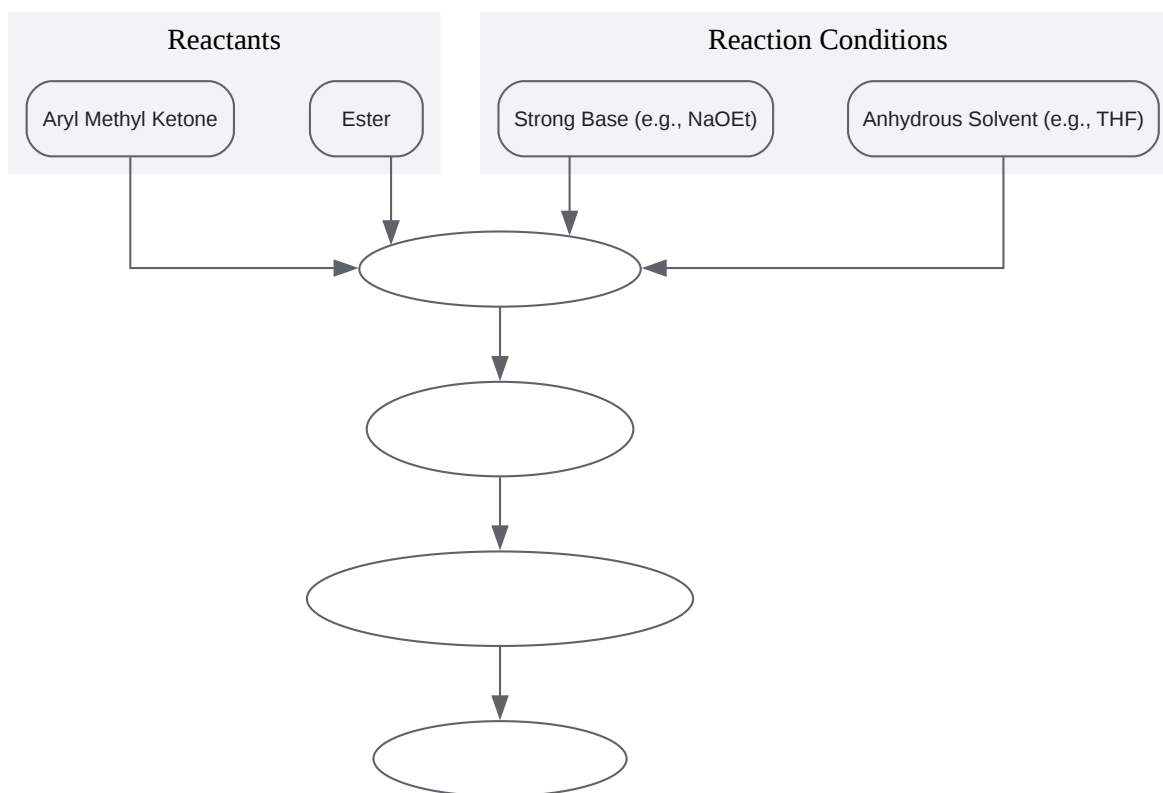 Reactants
Reaction Conditions
Aryl Methyl Ketone
Ester
Strong Base (e.g., NaOEt)
Anhydrous Solvent (e.g., THF)